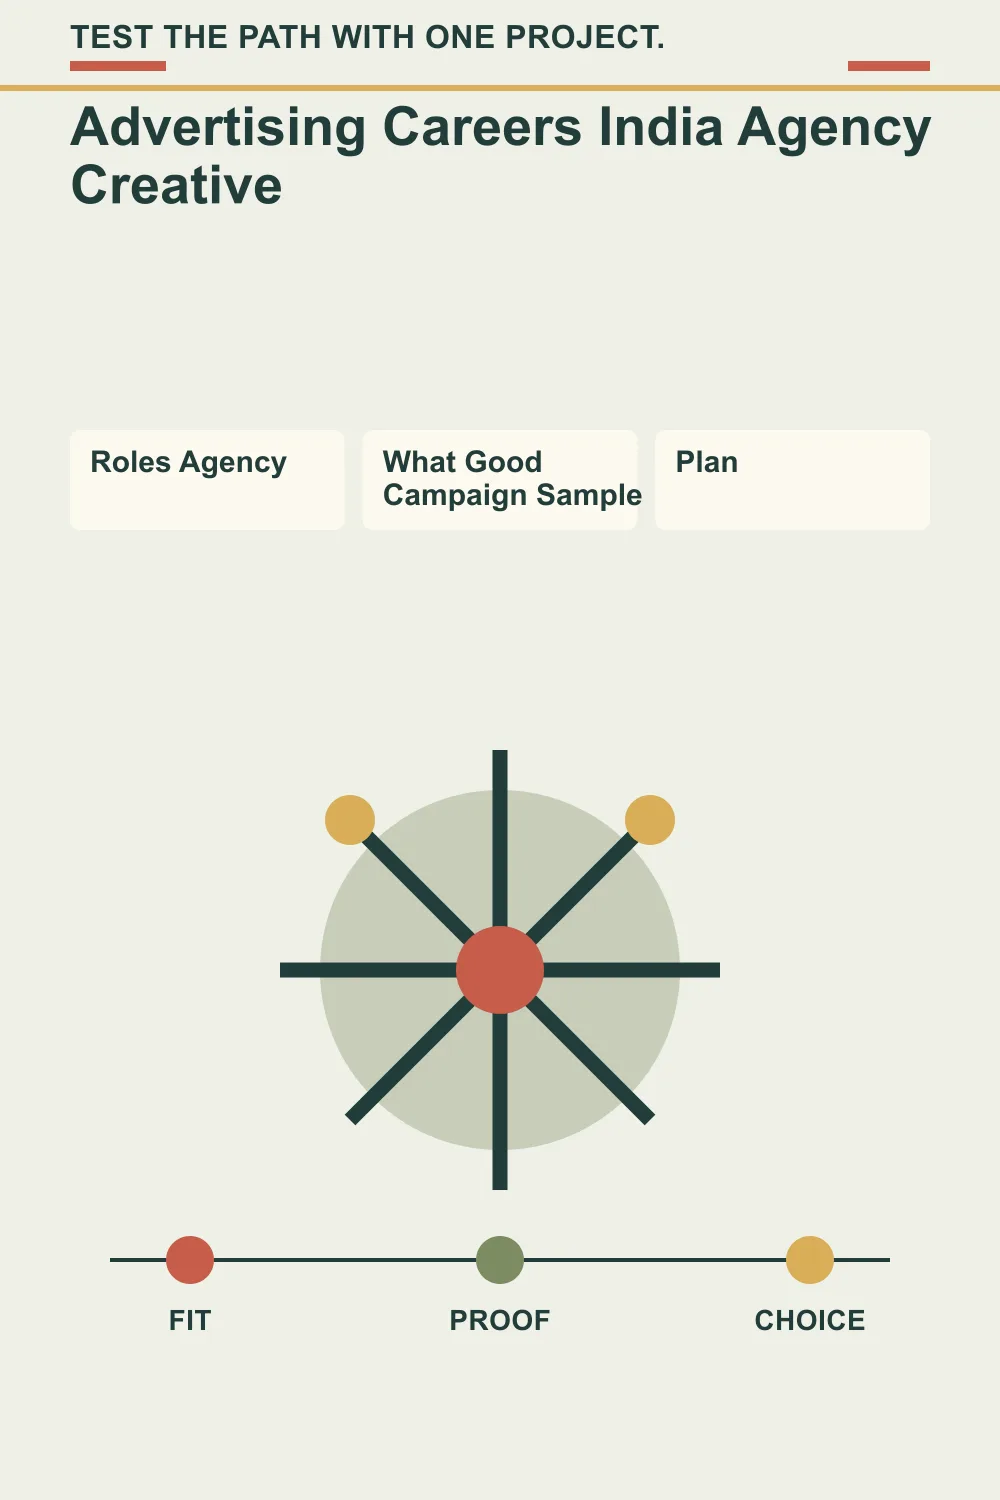 TEST THE PATH WITH ONE PROJECT.
Advertising Careers India Agency
Creative
Roles Agency
What Good
Campaign Sample
Plan
FIT
PROOF
CHOICE